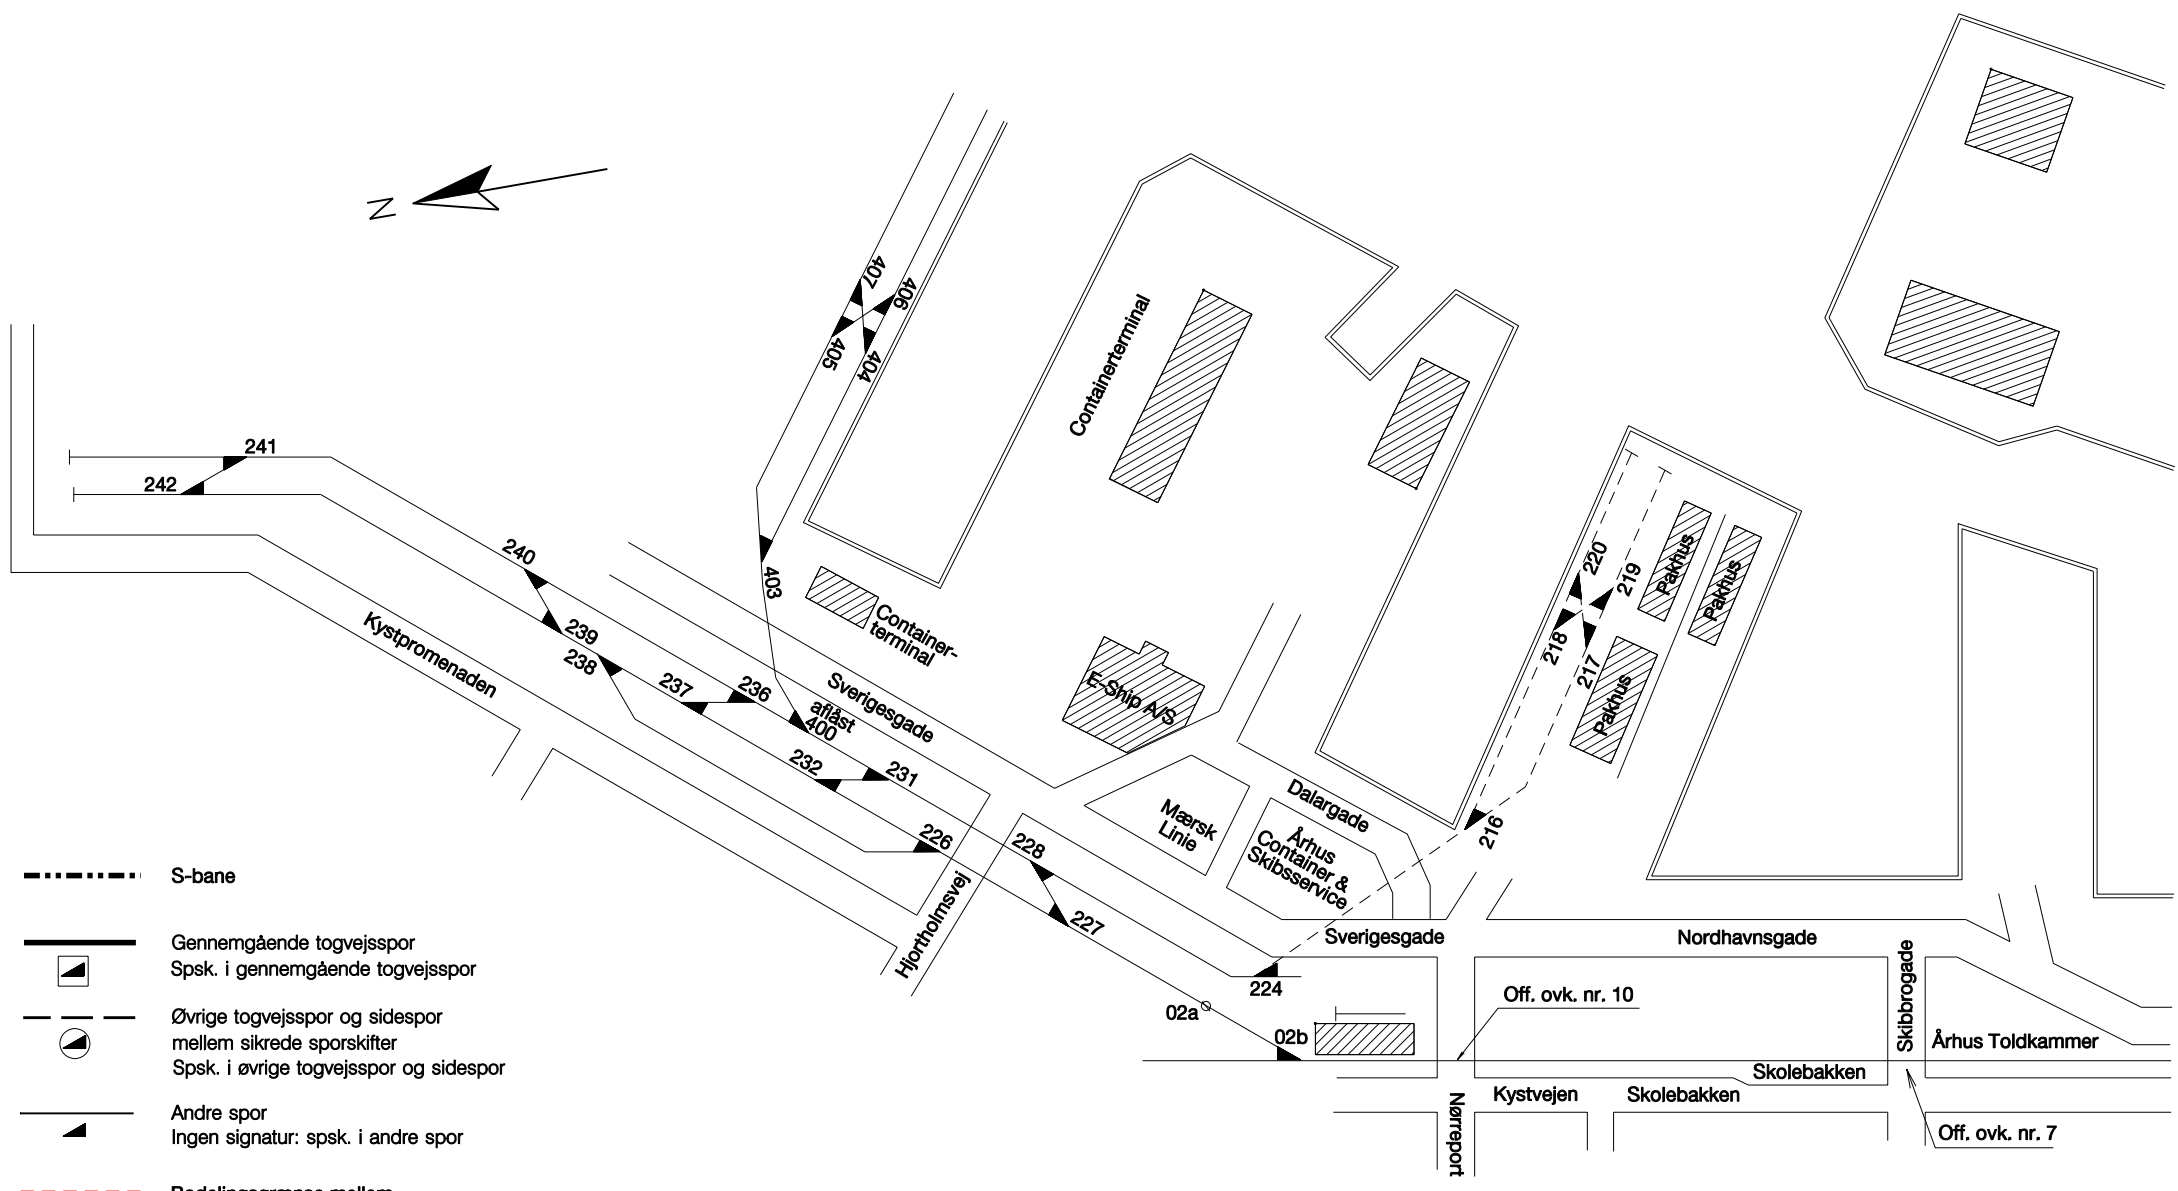 N
407
406
405
404
403
Containerterminal
241
242
240
239
238
237
236
Kystpromenaden
Container-
terminal
Sverigesgade
aflåst
400
232
231
226
228
227
Hjortholmsvej
E-Ship A/S
Mærsk
Linie
Dalargade
Århus
Container &
Skibsservice
220
219
218
217
216
Pakhus
Pakhus
Pakhus
Sverigesgade
Nordhavnsgade
224
02a
02b
Off. ovk. nr. 10
Skibbrogade
Århus Toldkammer
Skolebakken
Kystvejen
Skolebakken
Nørreport
Off. ovk. nr. 7
S-bane
Gennemgående togvejsspor
Spsk. i gennemgående togvejsspor
Øvrige togvejsspor og sidespor
mellem sikrede sporskifter
Spsk. i øvrige togvejsspor og sidespor
Andre spor
Ingen signatur: spsk. i andre spor